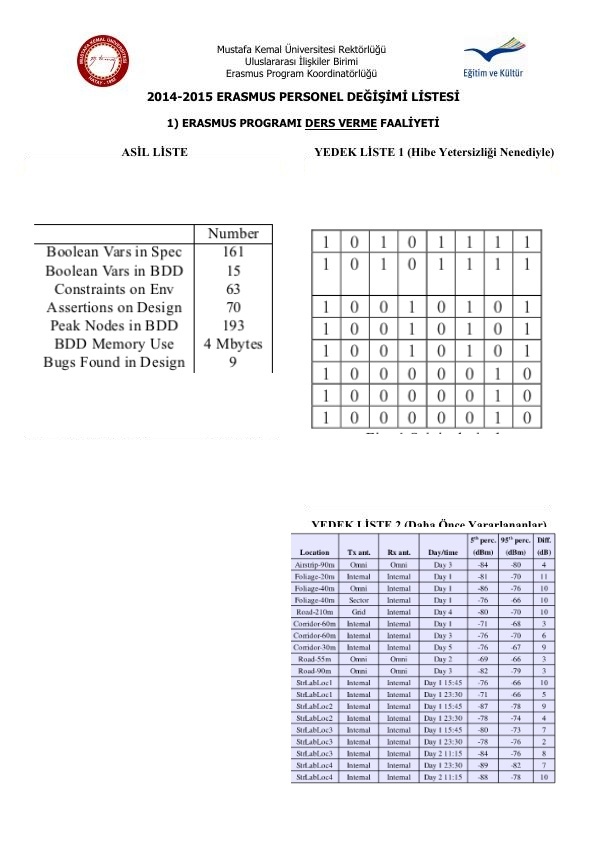 MUSTAFA KEMAL ÜNİVERSİTESİ
HATAY - 1992
Mustafa Kemal Üniversitesi Rektörlüğü
Uluslararası İlişkiler Birimi
Erasmus Program Koordinatörlüğü
Eğitim ve Kültür
2014-2015 ERASMUS PERSONEL DEĞİŞİMİ LİSTESİ
1) ERASMUS PROGRAMI DERS VERME FAALİYETİ
ASİL LİSTE
YEDEK LİSTE 1 (Hibe Yetersizliği Nenediyle)
Number
Boolean Vars in Spec 161
Boolean Vars in BDD 15
Constraints on Env 63
Assertions on Design 70
Peak Nodes in BDD 193
BDD Memory Use 4 Mbytes
Bugs Found in Design 9
1 0 1 0 1 1 1 1
1 0 1 0 1 1 1 1
1 0 0 1 0 1 0 1
1 0 0 1 0 1 0 1
1 0 0 1 0 1 0 1
1 0 0 0 0 0 1 0
1 0 0 0 0 0 1 0
1 0 0 0 0 0 1 0
YEDEK LİSTE 2 (Daha Önce Yararlananlar)
Location Tx ant. Rx ant. Day/time 5th perc. (dBm) 95th perc. (dBm) Diff. (dB)
Airstrip-90m Omni Omni Day 3 -84 -80 4
Foliage-20m Internal Internal Day 1 -81 -70 11
Foliage-40m Omni Internal Day 1 -86 -76 10
Foliage-40m Sector Internal Day 1 -76 -66 10
Road-210m Grid Internal Day 4 -80 -70 10
Corridor-60m Internal Internal Day 1 -71 -68 3
Corridor-60m Internal Internal Day 3 -76 -70 6
Corridor-30m Internal Internal Day 5 -76 -67 9
Road-55m Omni Omni Day 2 -69 -66 3
Road-90m Omni Omni Day 3 -82 -79 3
StrLabLoc1 Internal Internal Day 1 15:45 -76 -66 10
StrLabLoc1 Internal Internal Day 1 23:30 -71 -66 5
StrLabLoc2 Internal Internal Day 1 15:45 -87 -78 9
StrLabLoc2 Internal Internal Day 1 23:30 -78 -74 4
StrLabLoc3 Internal Internal Day 1 15:45 -80 -73 7
StrLabLoc3 Internal Internal Day 1 23:30 -78 -76 2
StrLabLoc3 Internal Internal Day 2 11:15 -84 -76 8
StrLabLoc4 Internal Internal Day 1 23:30 -89 -82 7
StrLabLoc4 Internal Internal Day 2 11:15 -88 -78 10